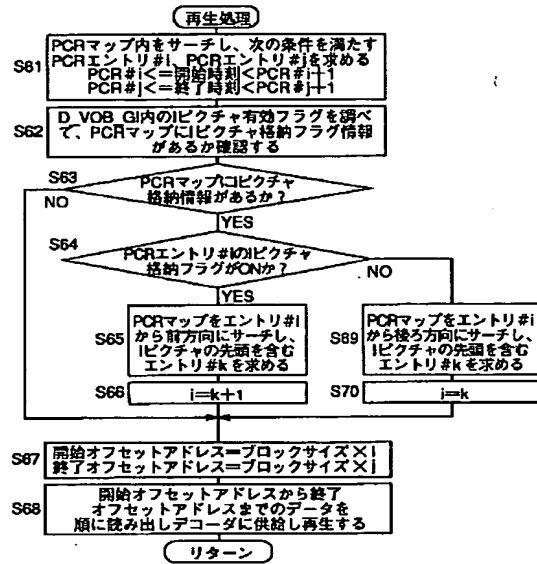 再生処理
S61
PCRマップ内をサーチし、次の条件を満たす
PCRエントリ#i、PCRエントリ#jを求める
PCR#i<=開始時刻<PCR#i+1
PCR#j<=終了時刻<PCR#j+1
S62
D_VOB_GI内のIピクチャ有効フラグを調べ
て、PCRマップにIピクチャ格納フラグ情報
があるか確認する
S63
PCRマップにIピクチャ
格納情報があるか?
NO
YES
S64
PCRエントリ#iのIピクチャ
格納フラグがONか?
NO
YES
S65
PCRマップをエントリ#i
から前方向にサーチし、
Iピクチャの先頭を含む
エントリ#kを求める
S69
PCRマップをエントリ#i
から後ろ方向にサーチし、
Iピクチャの先頭を含む
エントリ#kを求める
S66
i=k+1
S70
i=k
S67
開始オフセットアドレス=ブロックサイズ×i
終了オフセットアドレス=ブロックサイズ×j
S68
開始オフセットアドレスから終了
オフセットアドレスまでのデータを
順に読み出しデコーダに供給し再生する
リターン